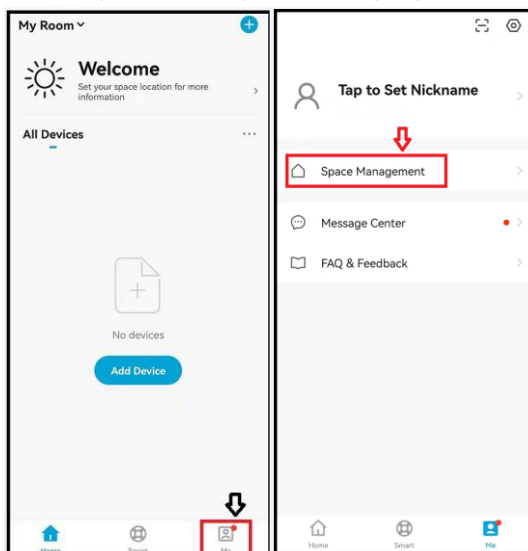 My Room
Welcome
Set your space location for more
information
All Devices
No devices
Add Device
Home
Smart
Me
Tap to Set Nickname
Space Management
Message Center
FAQ & Feedback
Home
Smart
Me